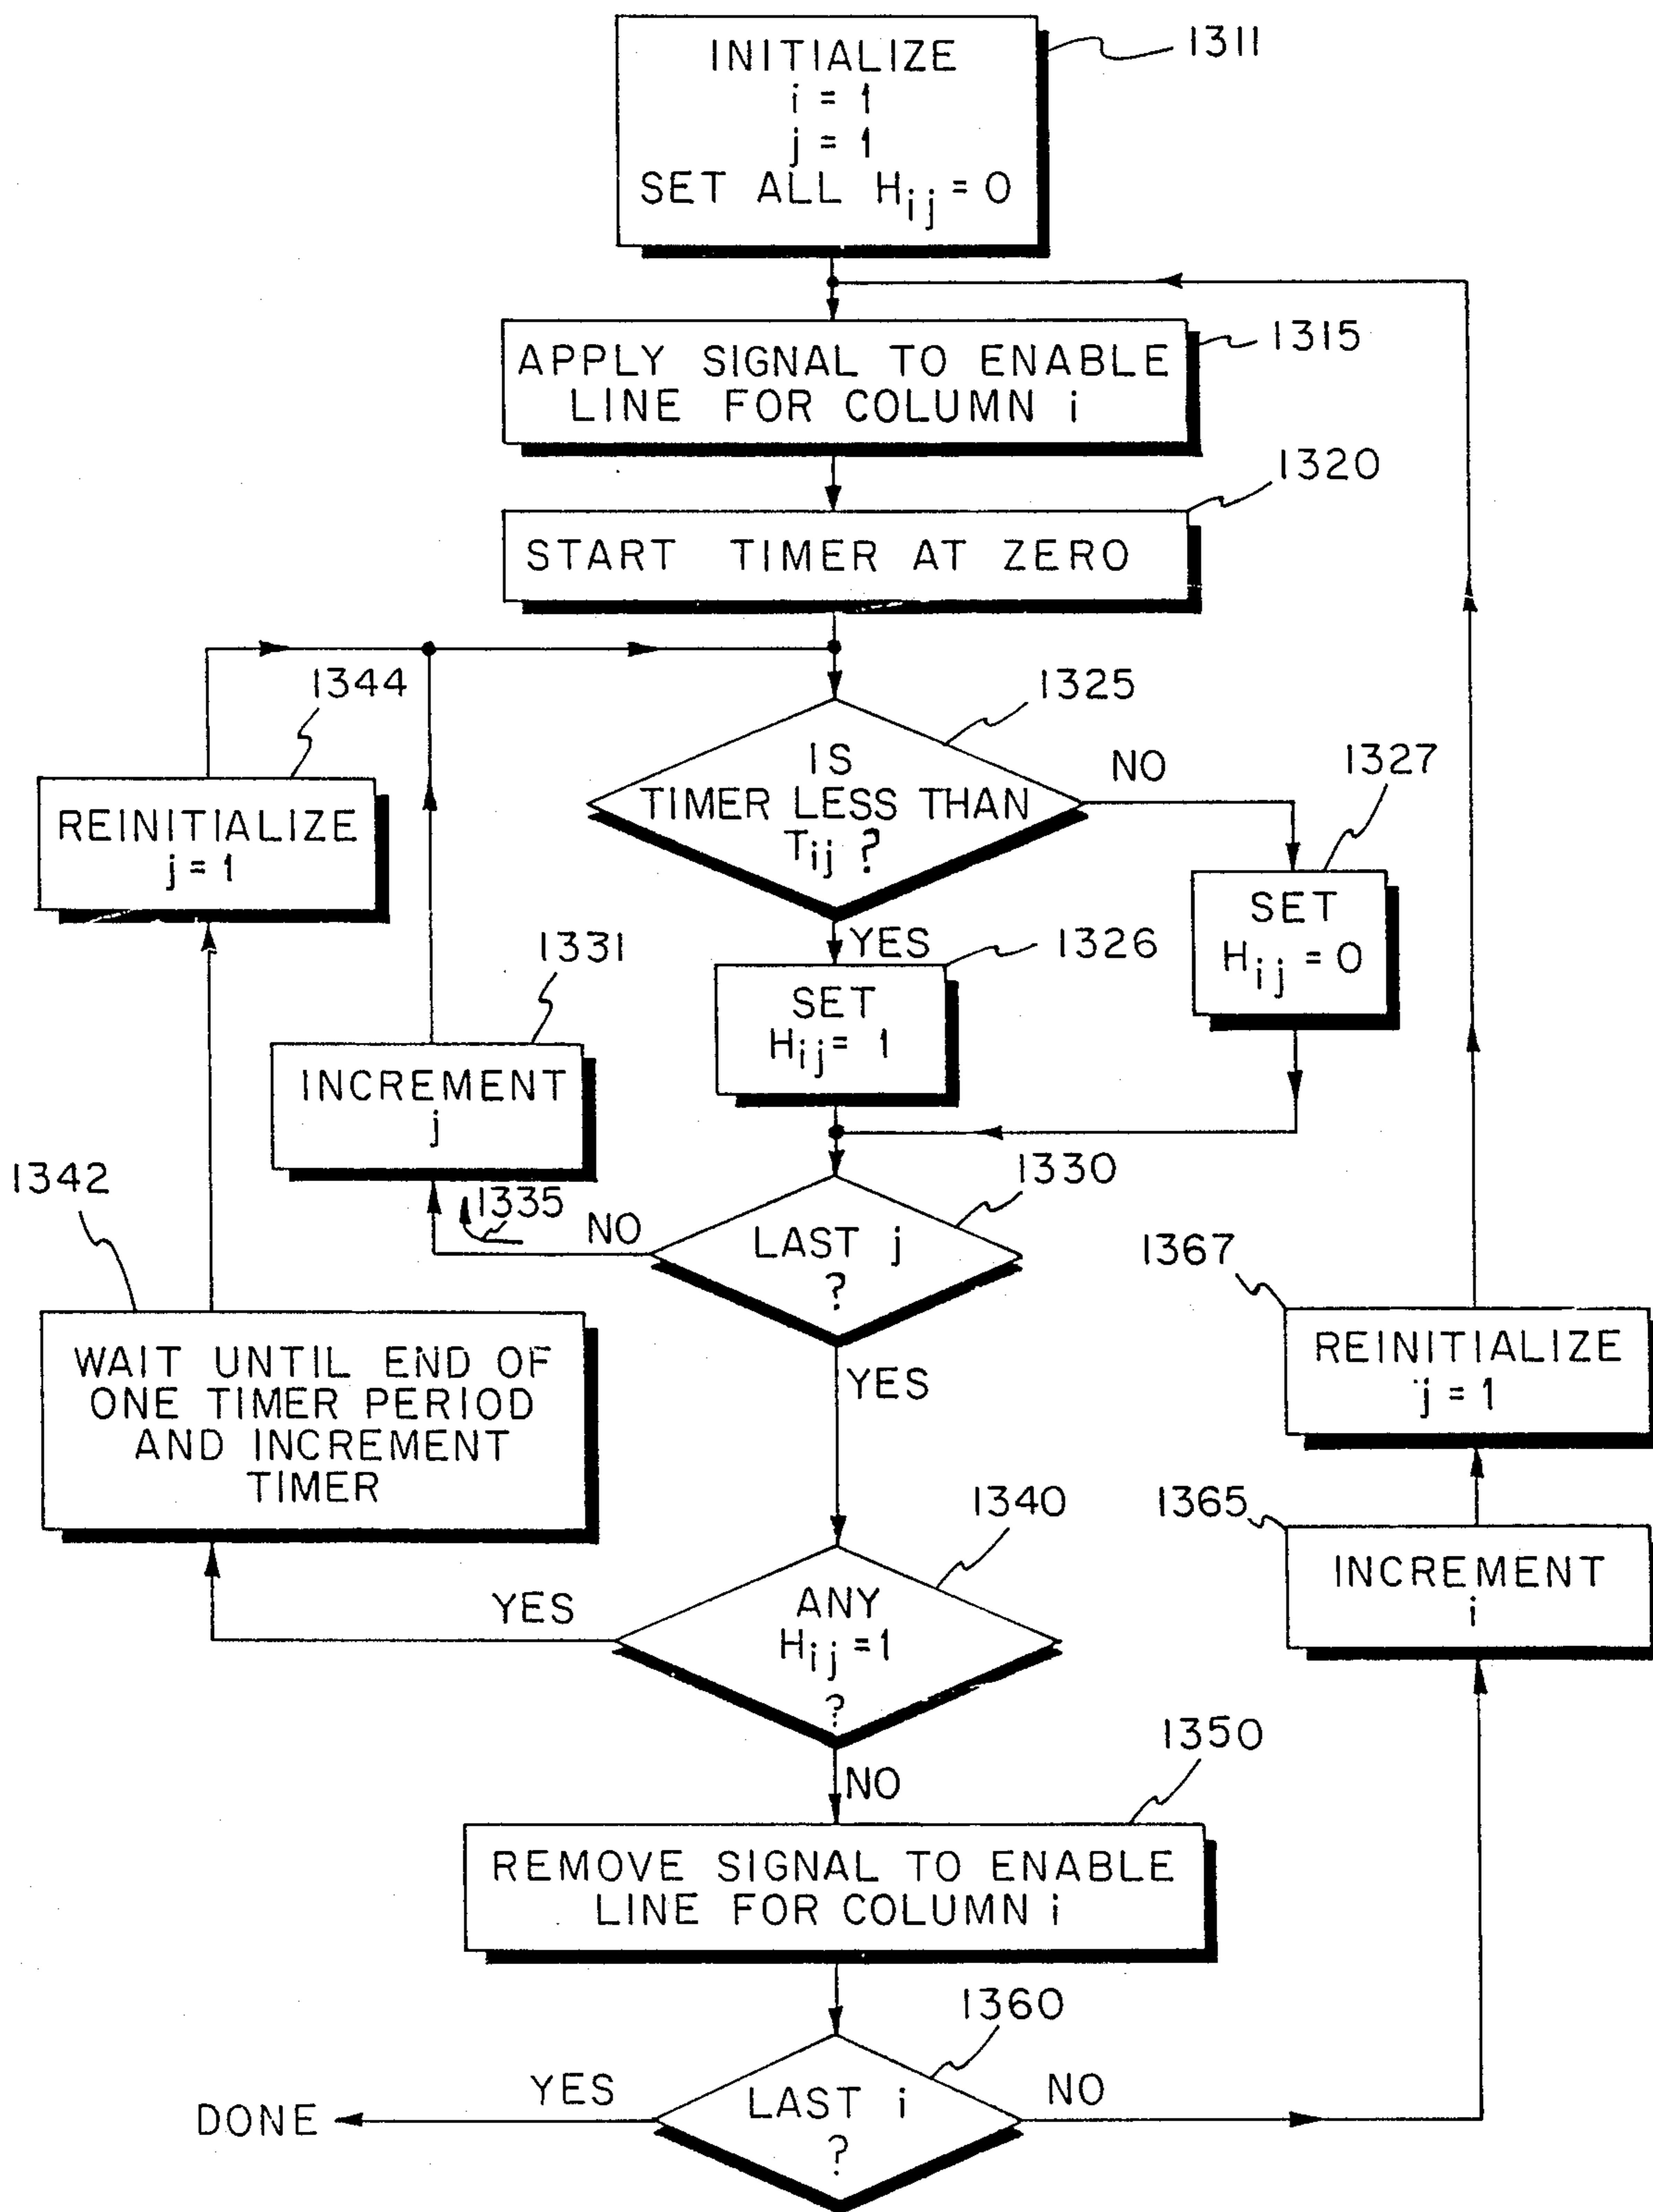 INITIALIZE
i = 1
j = 1
SET ALL Hij = 0
1311
APPLY SIGNAL TO ENABLE
LINE FOR COLUMN i
1315
START TIMER AT ZERO
1320
1344
REINITIALIZE
j = 1
1325
IS
TIMER LESS THAN
Tij ?
NO
1327
SET
Hij = 0
YES
1326
SET
Hij = 1
1331
INCREMENT
j
1335
NO
1330
LAST j
?
YES
1342
WAIT UNTIL END OF
ONE TIMER PERIOD
AND INCREMENT
TIMER
1367
REINITIALIZE
j = 1
1365
INCREMENT
i
1340
ANY
Hij = 1
?
YES
NO
1350
REMOVE SIGNAL TO ENABLE
LINE FOR COLUMN i
1360
LAST i
?
YES
DONE
NO